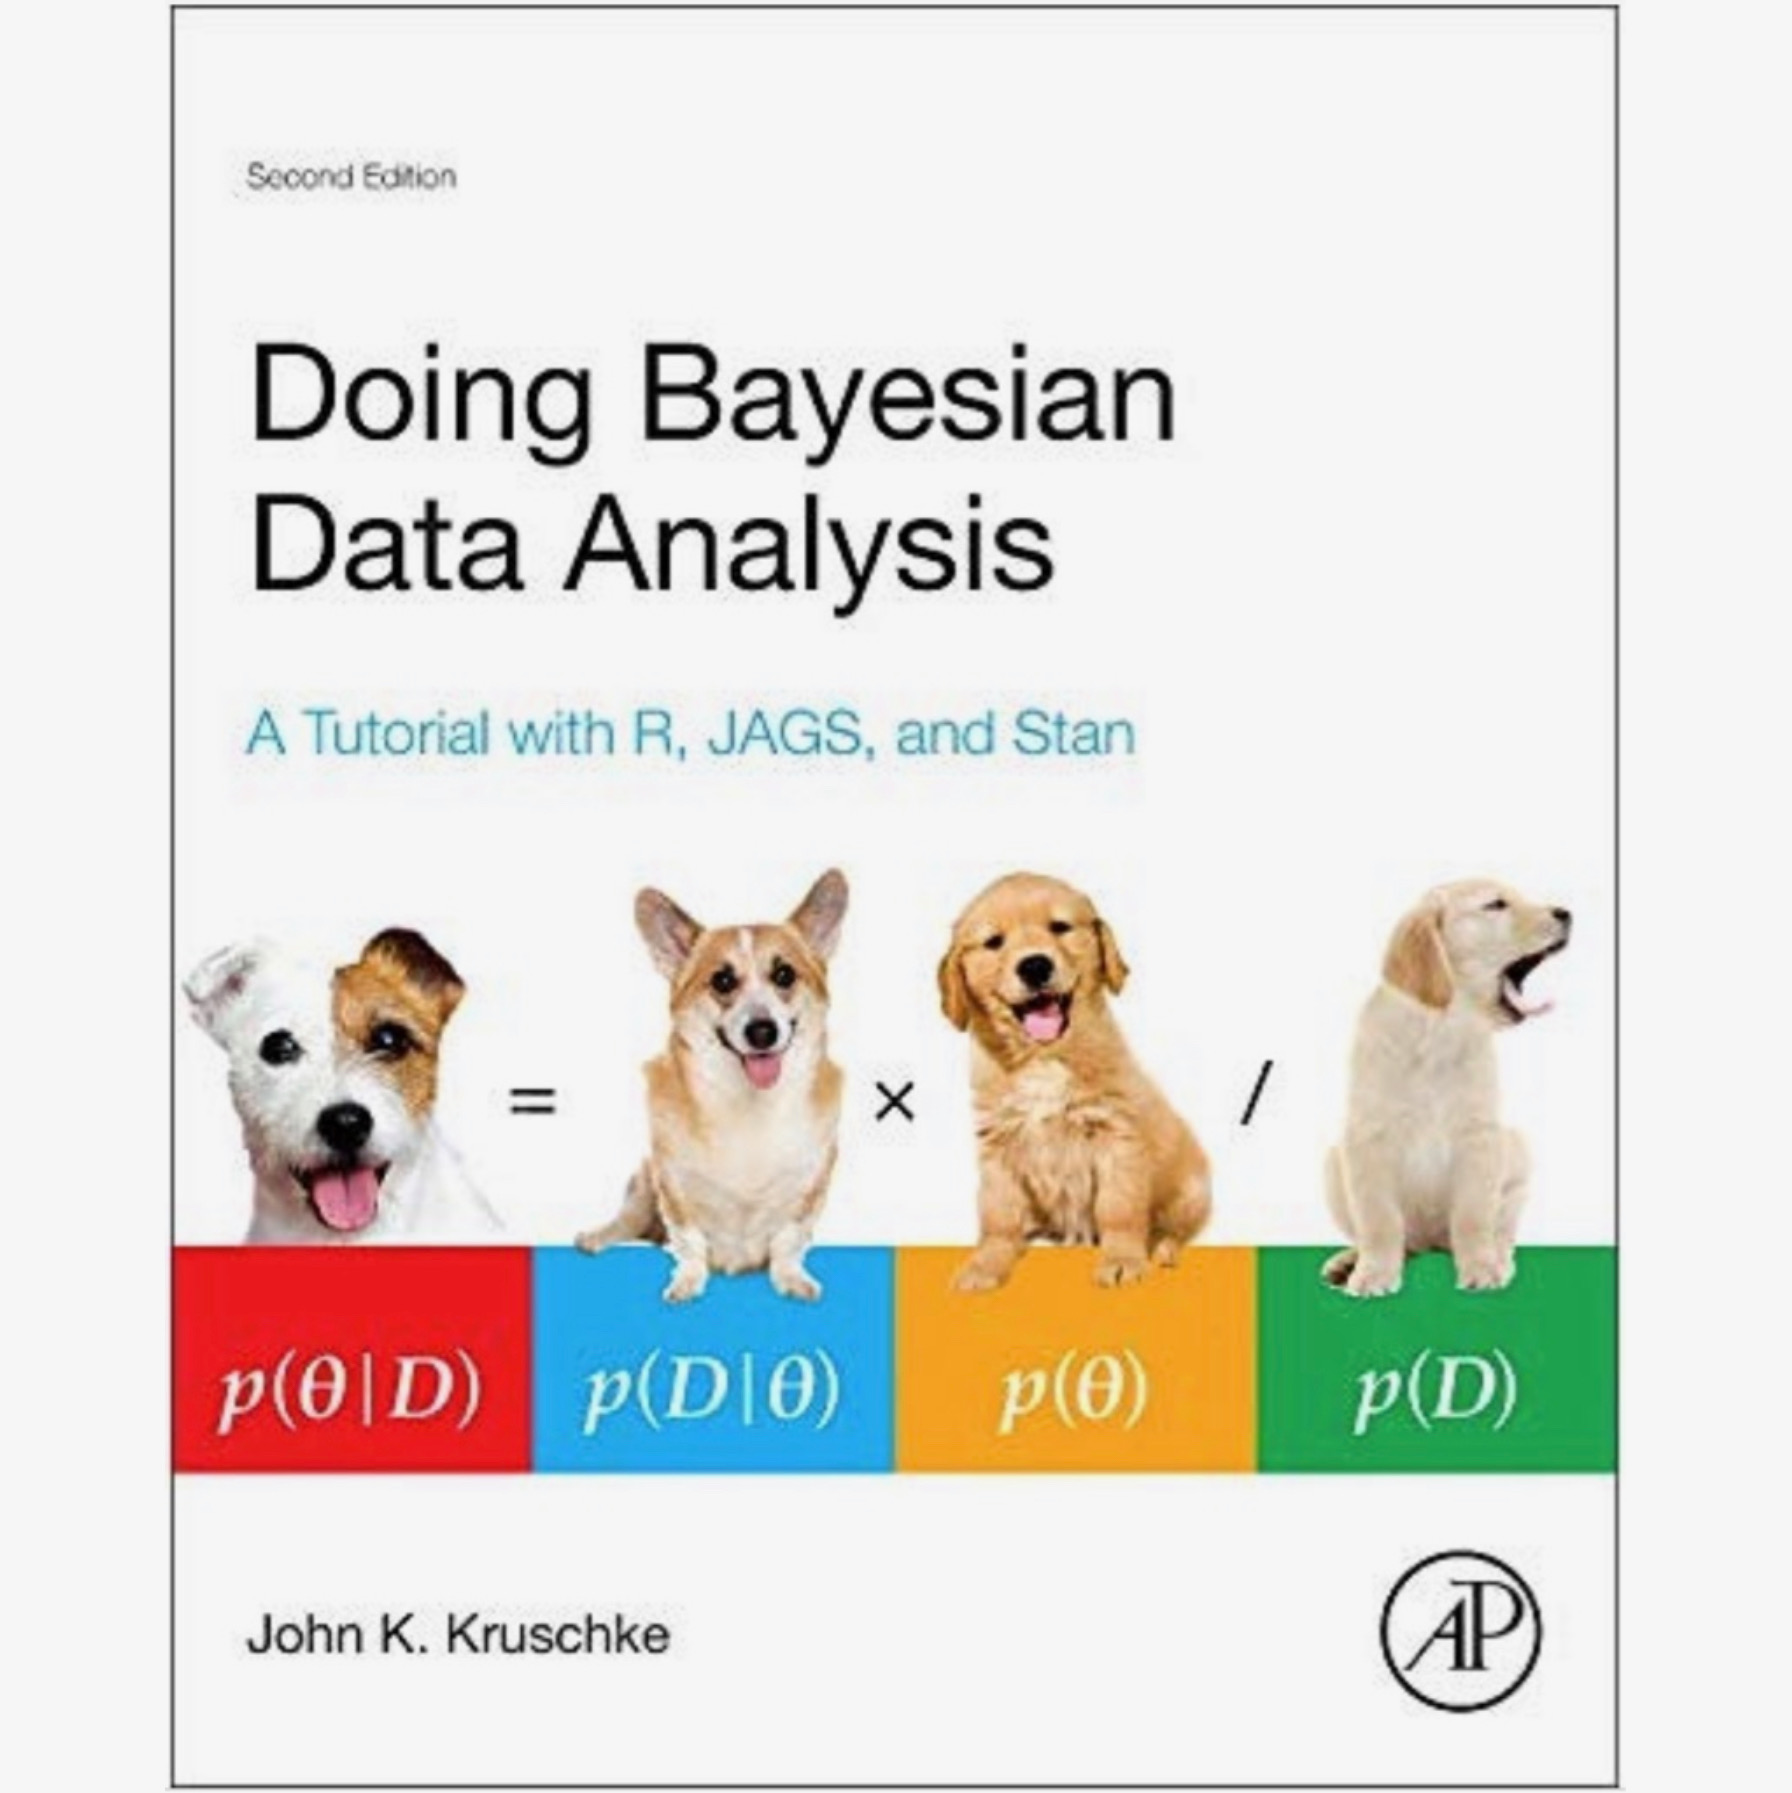 Second Edition
Doing Bayesian
Data Analysis
A Tutorial with R, JAGS, and Stan
= × /
p(θ|D) p(D|θ) p(θ) p(D)
John K. Kruschke
AP